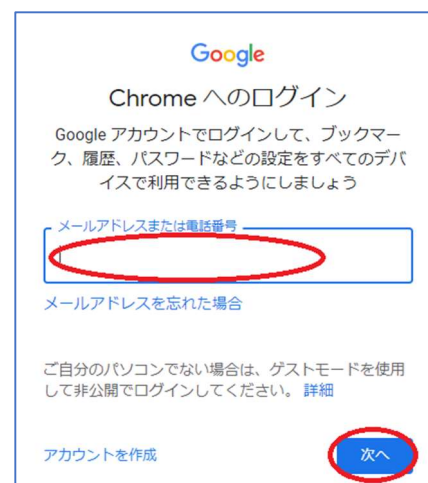 Google
Chrome へのログイン
Google アカウントでログインして、ブックマー
ク、履歴、パスワードなどの設定をすべてのデバ
イスで利用できるようにしましょう
メールアドレスまたは電話番号
メールアドレスを忘れた場合
ご自分のパソコンでない場合は、ゲストモードを使用
して非公開でログインしてください。 詳細
アカウントを作成 次へ